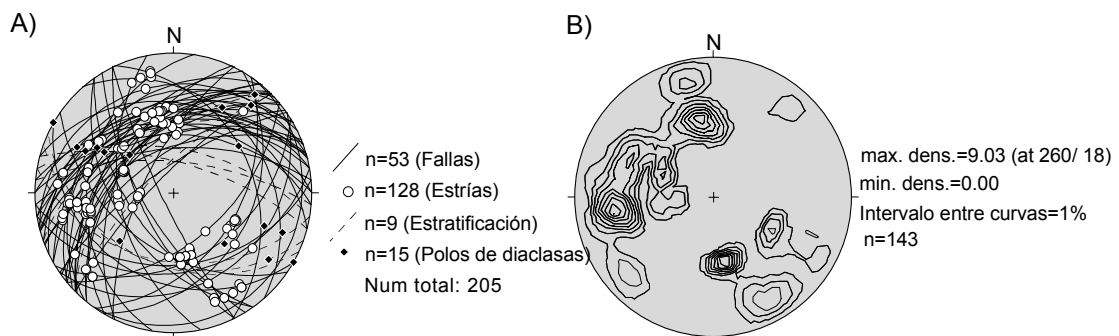 A)
N
n=53 (Fallas)
n=128 (Estrías)
n=9 (Estratificación)
n=15 (Polos de diaclasas)
Num total: 205
B)
N
max. dens.=9.03 (at 260/ 18)
min. dens.=0.00
Intervalo entre curvas=1%
n=143